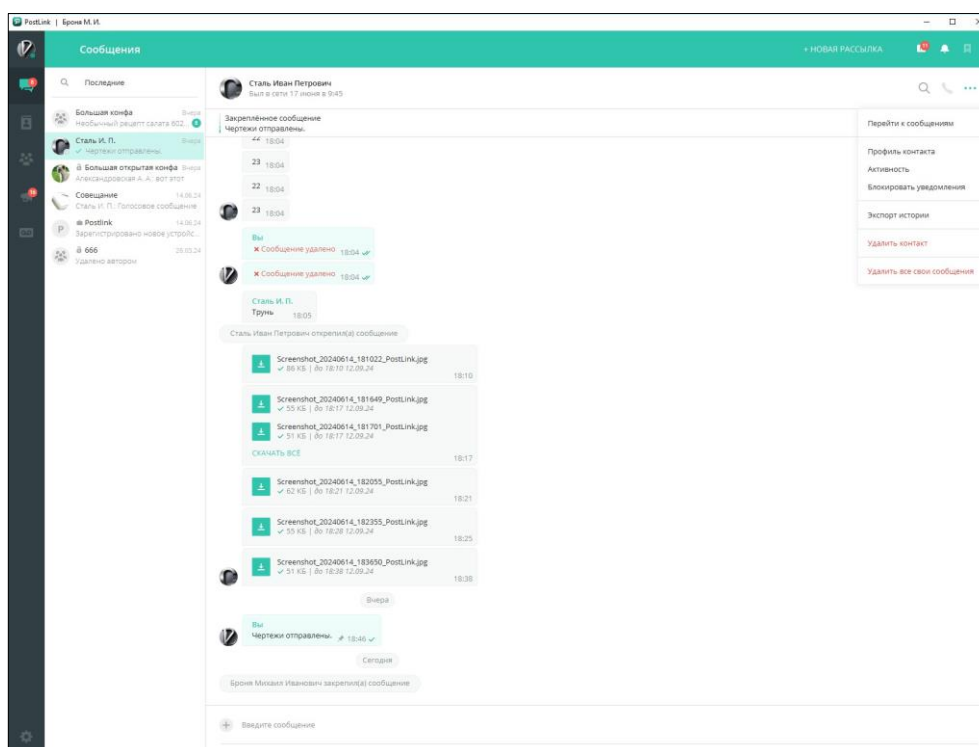 PostLink | Броня М. И.
Сообщения
+ НОВАЯ РАССЫЛКА
Последние
Большая конфа Вчера
Необычный рецепт салата 602..
Сталь И. П. Вчера
Чертежи отправлены.
Большая открытая конфа Вчера
Александровская А. А.: вот этот
Совещание 14.06.24
Сталь И. П.: Голосовое сообщение
Postlink 14.06.24
P
Зарегистрировано новое устройс...
666 29.03.24
Удалено автором
Сталь Иван Петрович
Был в сети 17 июня в 9:45
Закреплённое сообщение
Чертежи отправлены.
22 18:04
23 18:04
22 18:04
23 18:04
Вы
Сообщение удалено 18:04
Сообщение удалено 18:04
Сталь И. П.
Трунь 18:05
Сталь Иван Петрович открепил(а) сообщение
Screenshot_20240614_181022_PostLink.jpg
86 КБ | до 18:10 12.09.24
18:10
Screenshot_20240614_181649_PostLink.jpg
55 КБ | до 18:17 12.09.24
Screenshot_20240614_181701_PostLink.jpg
51 КБ | до 18:17 12.09.24
СКАЧАТЬ ВСЁ
18:17
Screenshot_20240614_182055_PostLink.jpg
62 КБ | до 18:21 12.09.24
18:21
Screenshot_20240614_182355_PostLink.jpg
55 КБ | до 18:28 12.09.24
18:25
Screenshot_20240614_183650_PostLink.jpg
51 КБ | до 18:38 12.09.24
18:38
Вчера
Вы
Чертежи отправлены. 18:46
Сегодня
Броня Михаил Иванович закрепил(а) сообщение
Введите сообщение
Перейти к сообщениям
Профиль контакта
Активность
Блокировать уведомления
Экспорт истории
Удалить контакт
Удалить все свои сообщения